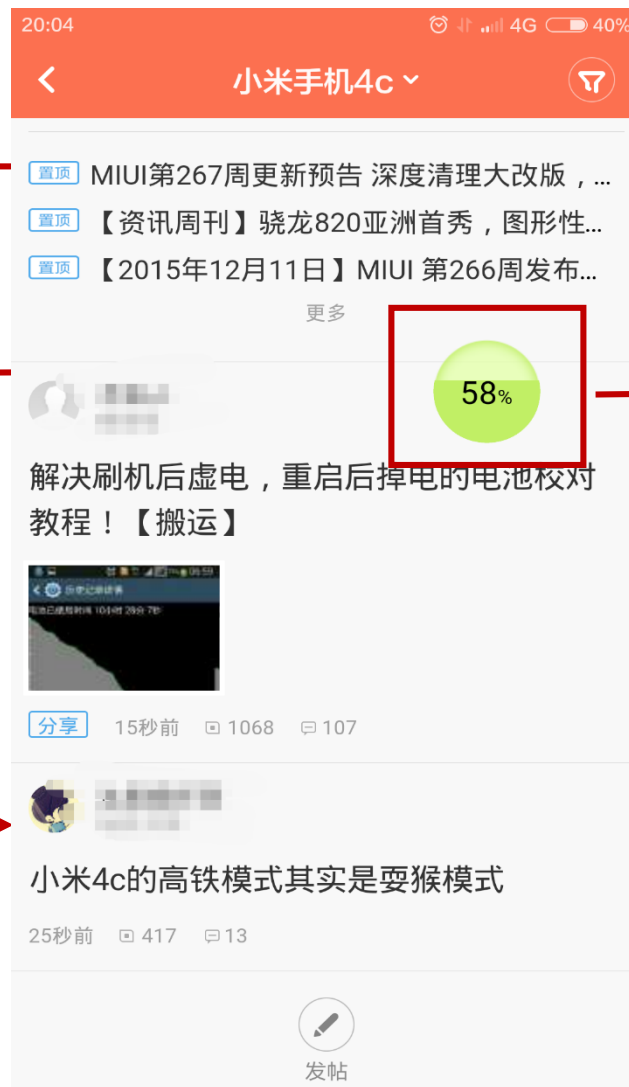 20:04 4G 40%
小米手机4c
置顶 MIUI第267周更新预告 深度清理大改版，...
置顶 【资讯周刊】骁龙820亚洲首秀，图形性...
置顶 【2015年12月11日】MIUI 第266周发布...
更多
58%
解决刷机后虚电，重启后掉电的电池校对
教程！【搬运】
分享 15秒前 1068 107
小米4c的高铁模式其实是耍猴模式
25秒前 417 13
发帖